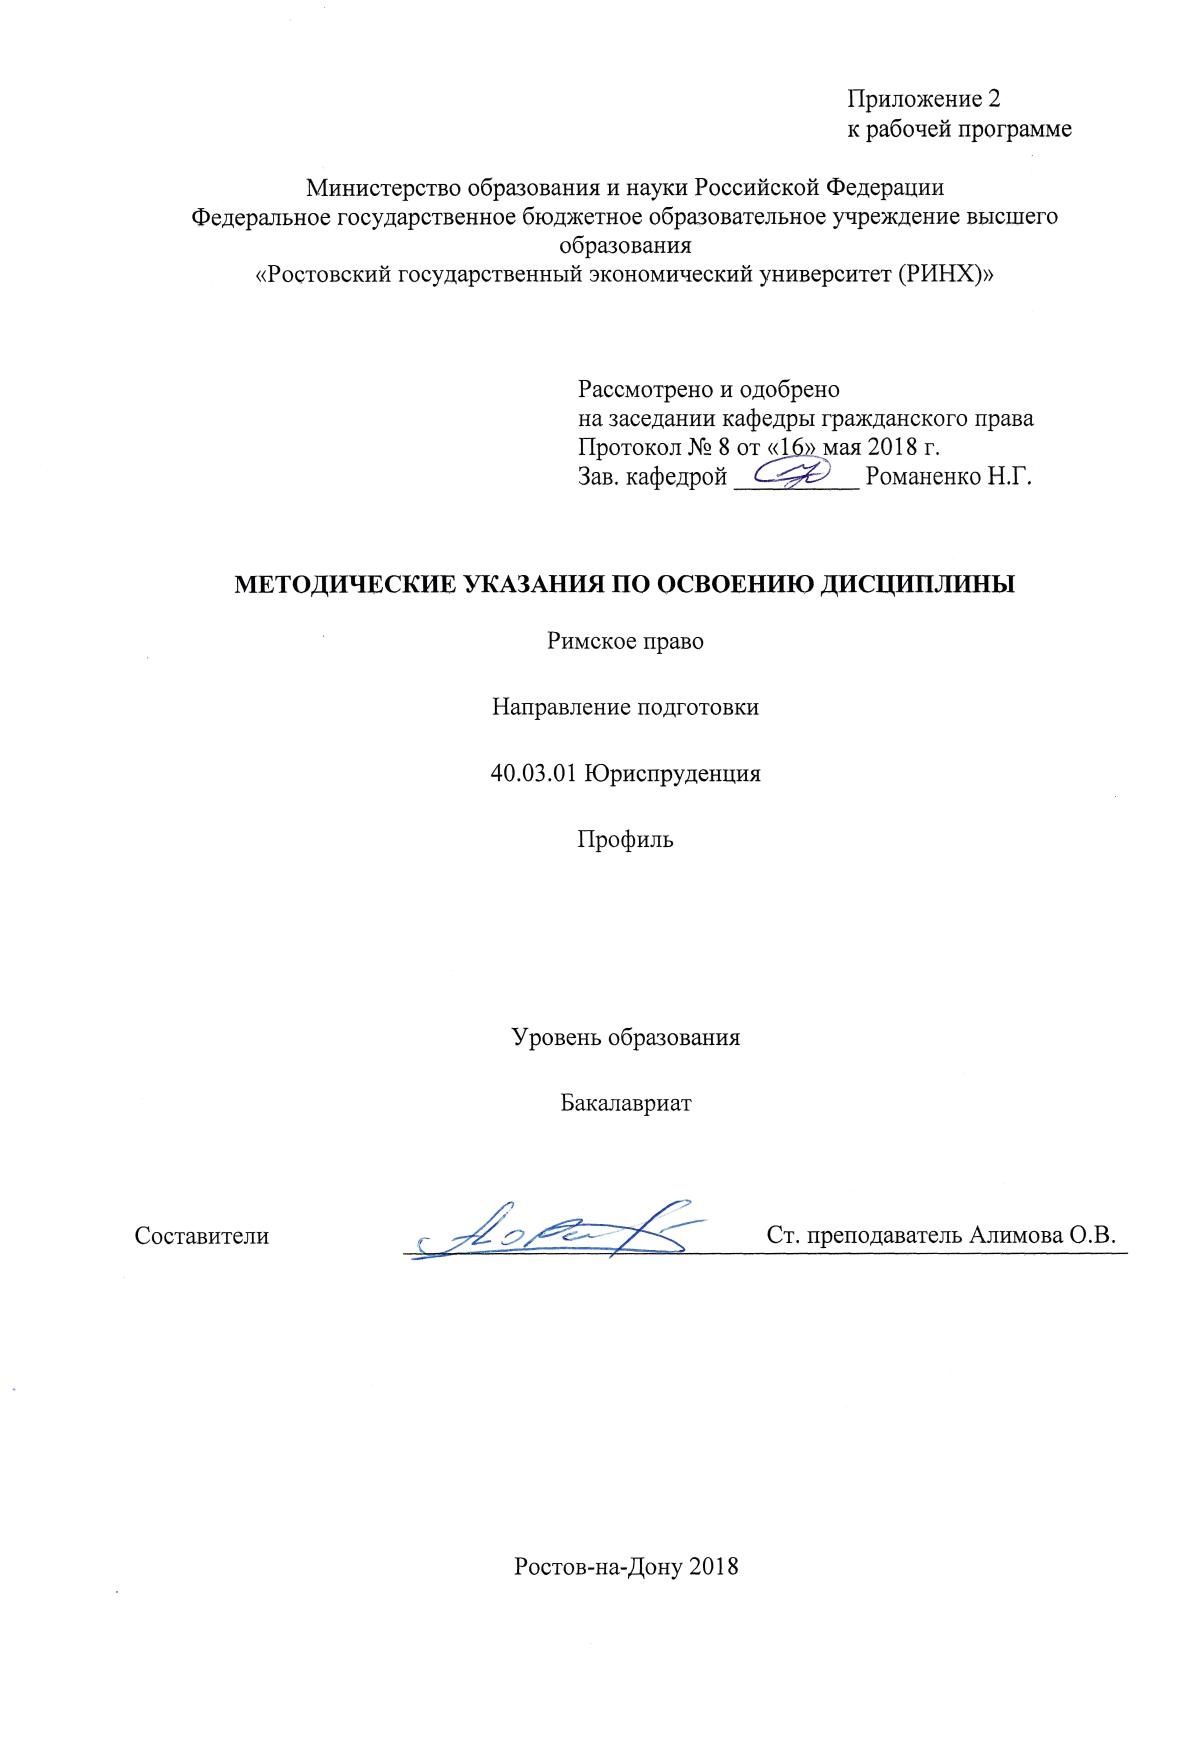 Приложение 2
к рабочей программе
Министерство образования и науки Российской Федерации
Федеральное государственное бюджетное образовательное учреждение высшего
образования
«Ростовский государственный экономический университет (РИНХ)»
Рассмотрено и одобрено
на заседании кафедры гражданского права
Протокол № 8 от «16» мая 2018 г.
Зав. кафедрой __________ Романенко Н.Г.
МЕТОДИЧЕСКИЕ УКАЗАНИЯ ПО ОСВОЕНИЮ ДИСЦИПЛИНЫ
Римское право
Направление подготовки
40.03.01 Юриспруденция
Профиль
Уровень образования
Бакалавриат
Составители Ст. преподаватель Алимова О.В.
Ростов-на-Дону 2018